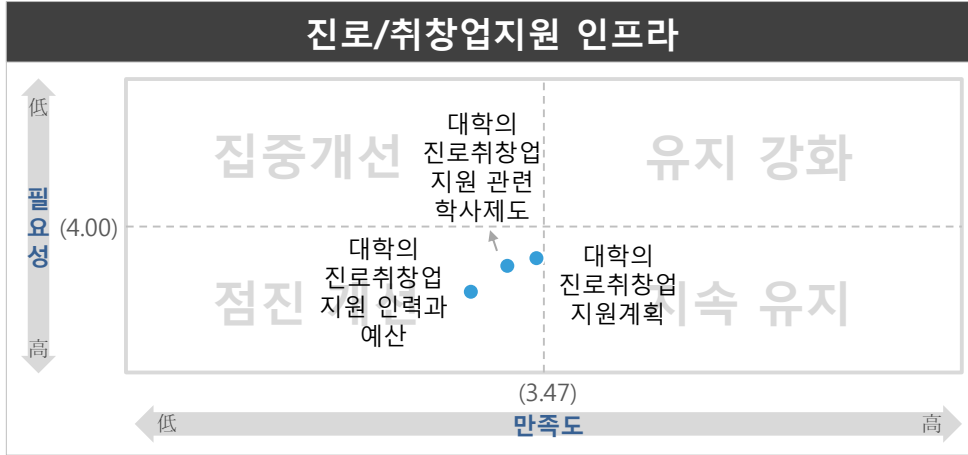 진로/취창업지원 인프라
低
필
요
성
(4.00)
高
집중개선
유지 강화
대학의
진로취창업
지원 관련
학사제도
점진 개선
지속 유지
대학의
진로취창업
지원 인력과
예산
대학의
진로취창업
지원계획
(3.47)
低
만족도
高